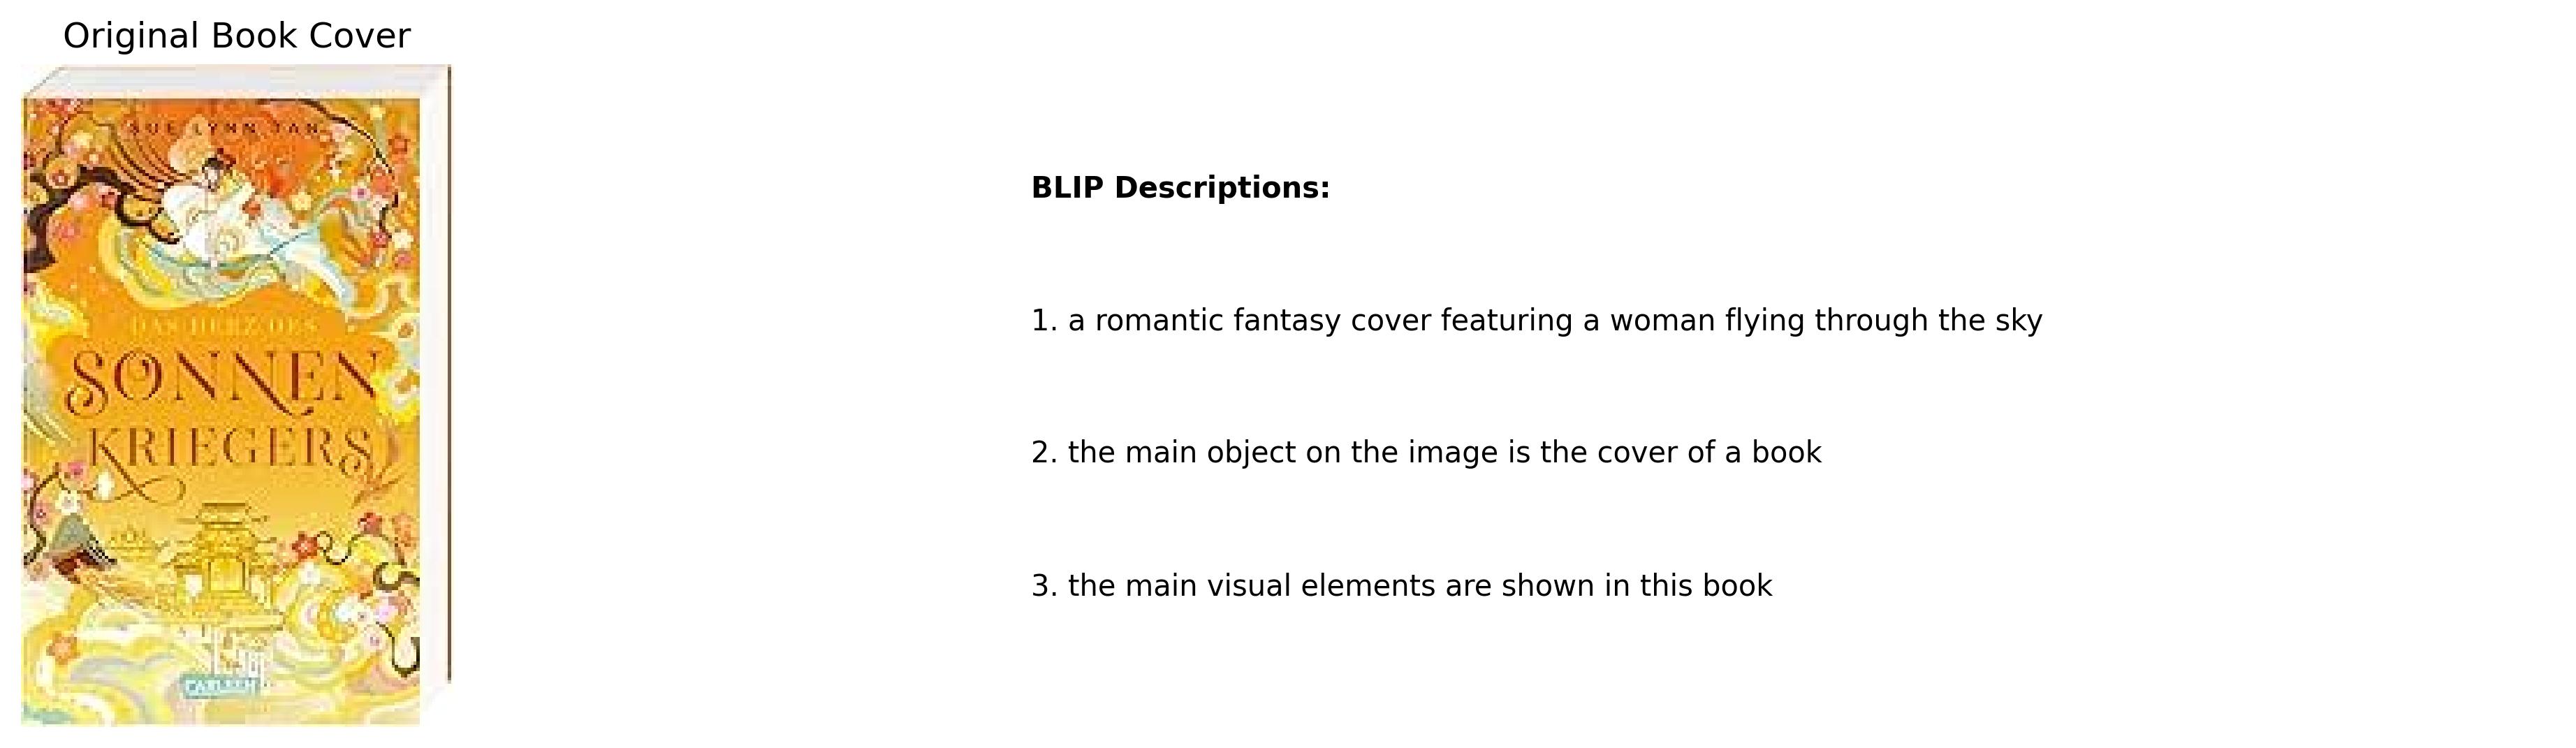 Original Book Cover
SUE LYNN TAN
DAS HERZ DES
SONNEN
KRIEGERS
CARLSEN
BLIP Descriptions:
1. a romantic fantasy cover featuring a woman flying through the sky
2. the main object on the image is the cover of a book
3. the main visual elements are shown in this book